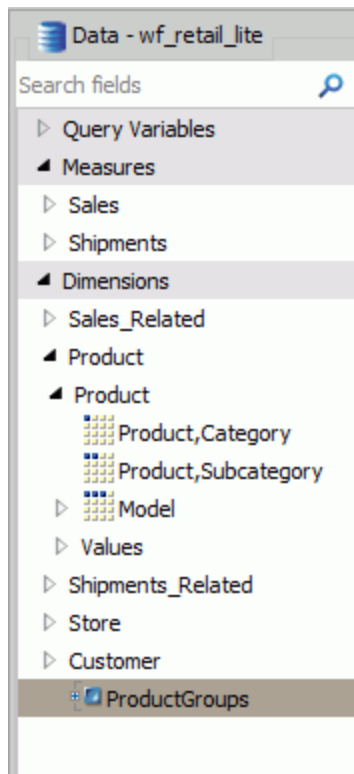 Data - wf_retail_lite
Search fields
Query Variables
Measures
Sales
Shipments
Dimensions
Sales_Related
Product
Product
Product,Category
Product,Subcategory
Model
Values
Shipments_Related
Store
Customer
ProductGroups